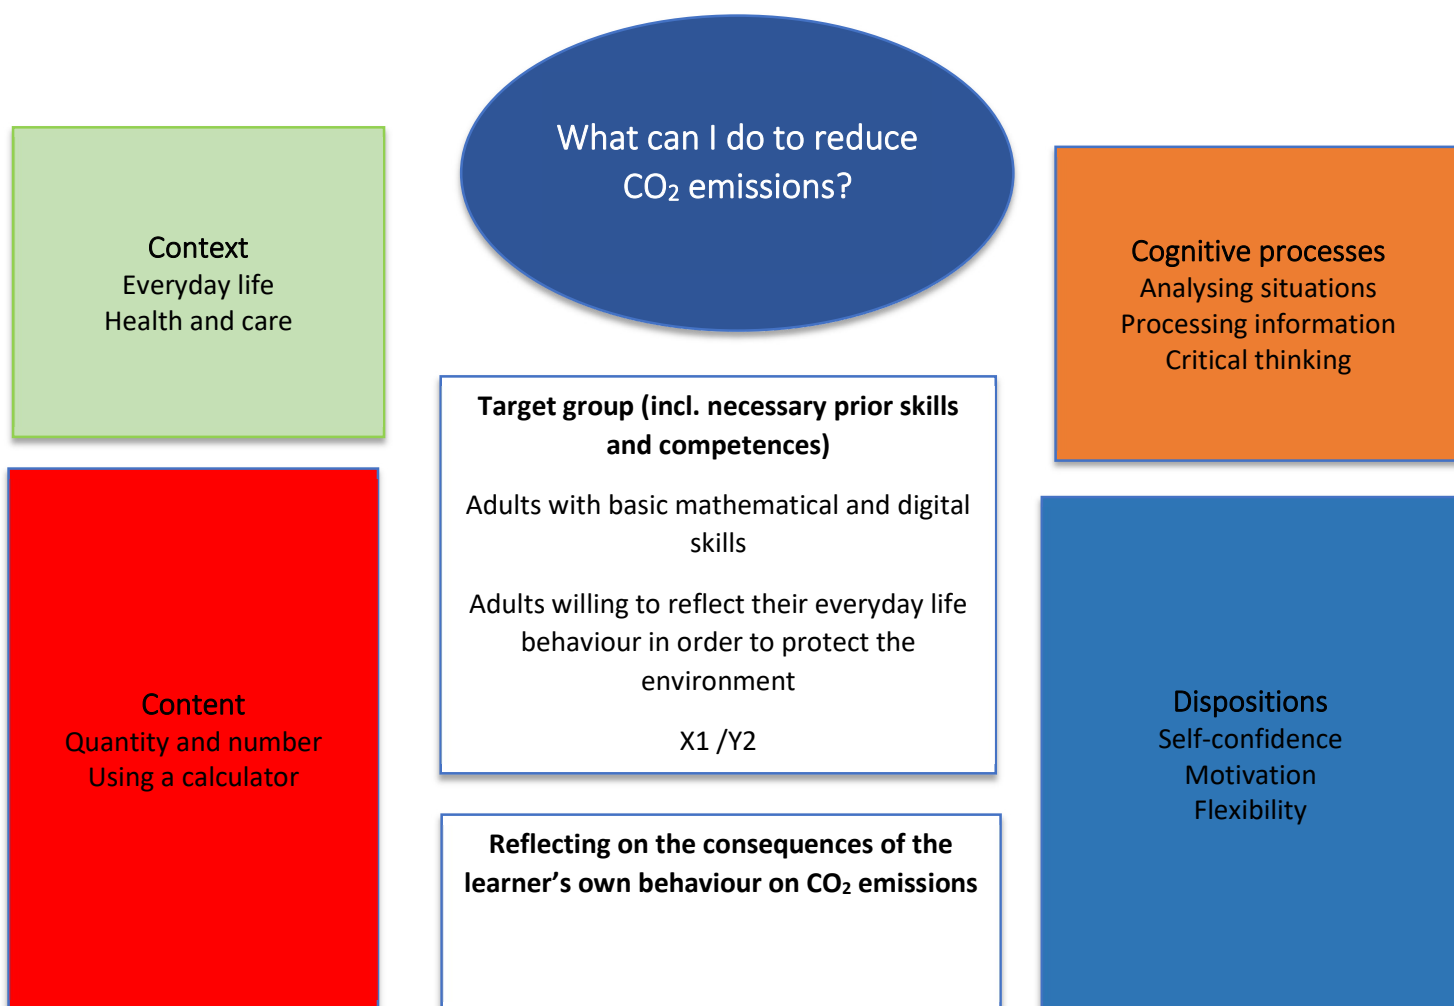 What can I do to reduce
CO₂ emissions?
Context
Everyday life
Health and care
Cognitive processes
Analysing situations
Processing information
Critical thinking
Target group (incl. necessary prior skills
and competences)
Adults with basic mathematical and digital
skills
Adults willing to reflect their everyday life
behaviour in order to protect the
environment
X1 /Y2
Content
Quantity and number
Using a calculator
Dispositions
Self-confidence
Motivation
Flexibility
Reflecting on the consequences of the
learner’s own behaviour on CO₂ emissions